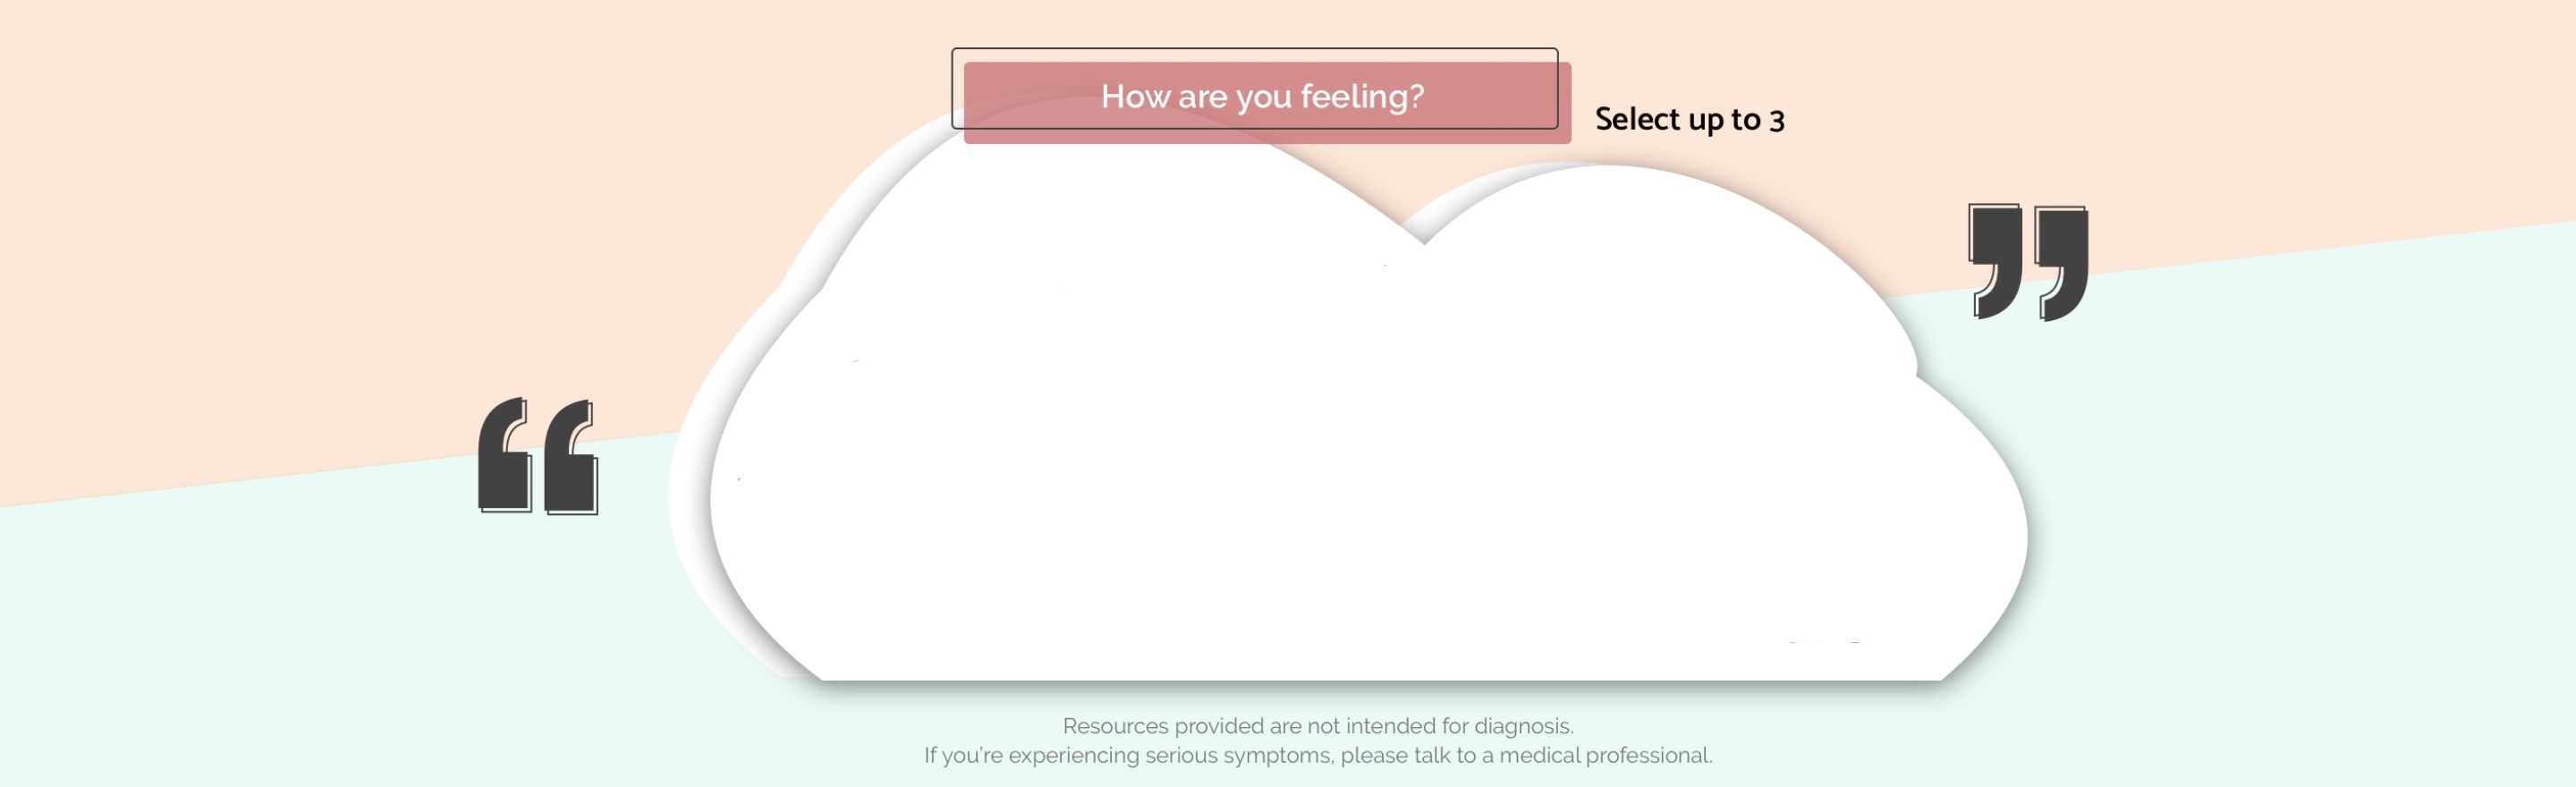 How are you feeling?
Select up to 3
Resources provided are not intended for diagnosis.
If you're experiencing serious symptoms, please talk to a medical professional.